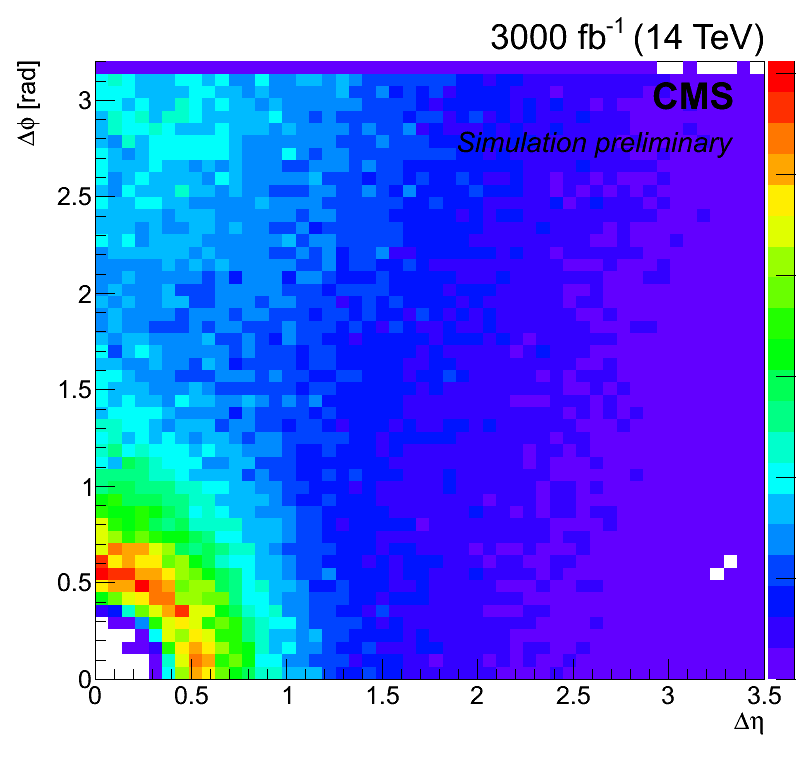 3000 fb-1 (14 TeV)
CMS
Simulation preliminary
Δϕ [rad]
3
2.5
2
1.5
1
0.5
0
0 0.5 1 1.5 2 2.5 3 3.5
Δη